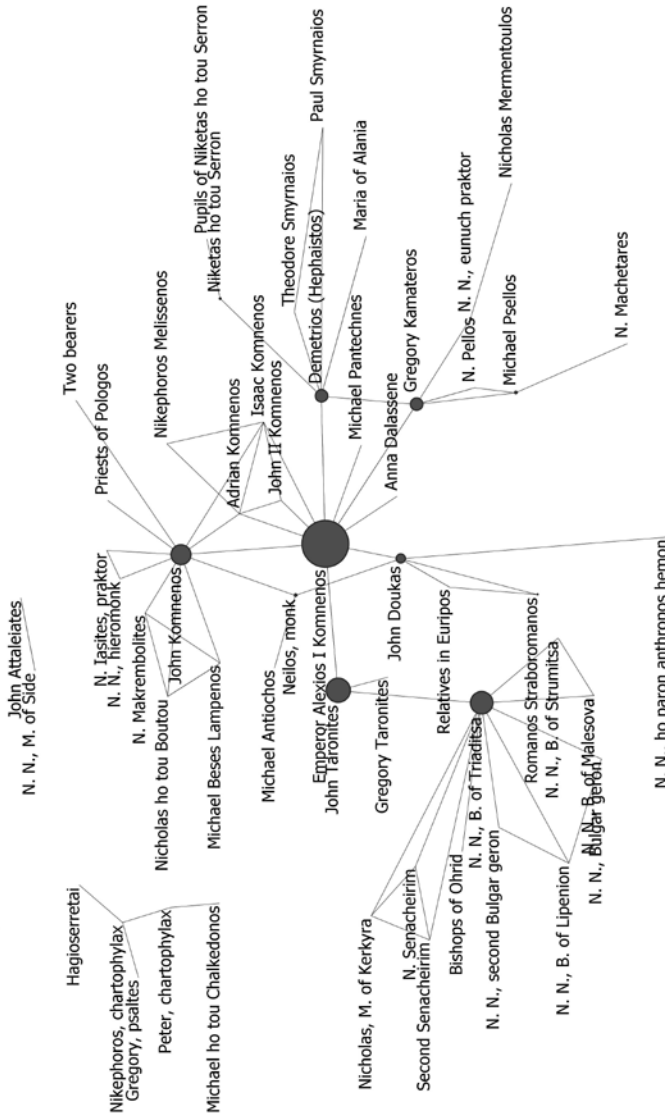 John Attaleiates
N. N., M. of Side
Two bearers
Priests of Pologos
N. Iasites, praktor
N. N., hieromonk
N. Makrembolites
John Komnenos
Nicholas ho tou Boutou
Michael Beses Lampenos
Hagioserretai
Nikephoros, chartophylax
Gregory, psaltes
Peter, chartophylax
Michael ho tou Chalkedonos
Pupils of Niketas ho tou Serron
Niketas ho tou Serron
Nikephoros Melissenos
Adrian Komnenos
Isaac Komnenos
John II Komnenos
Theodore Smyrnaios
Paul Smyrnaios
Demetrios (Hephaistos)
Maria of Alania
Michael Pantechnes
Anna Dalassene
Gregory Kamateros
N. Pellos
N. N., eunuch praktor
Nicholas Mermentoulos
Michael Psellos
N. Machetares
Michael Antiochos
Neilos, monk
Emperor Alexios I Komnenos
John Taronites
Gregory Taronites
John Doukas
Relatives in Euripos
Romanos Straboromanos
N. N., B. of Strumitsa
N. N., B. of Triaditsa
N. N., B. of Malesova
N. N., Bulgar geron
Nicholas, M. of Kerkyra
N. Senacheirim
Second Senacheirim
Bishops of Ohrid
N. N., second Bulgar geron
N. N., B. of Lipenion
N. N., ho paron anthropos hemon